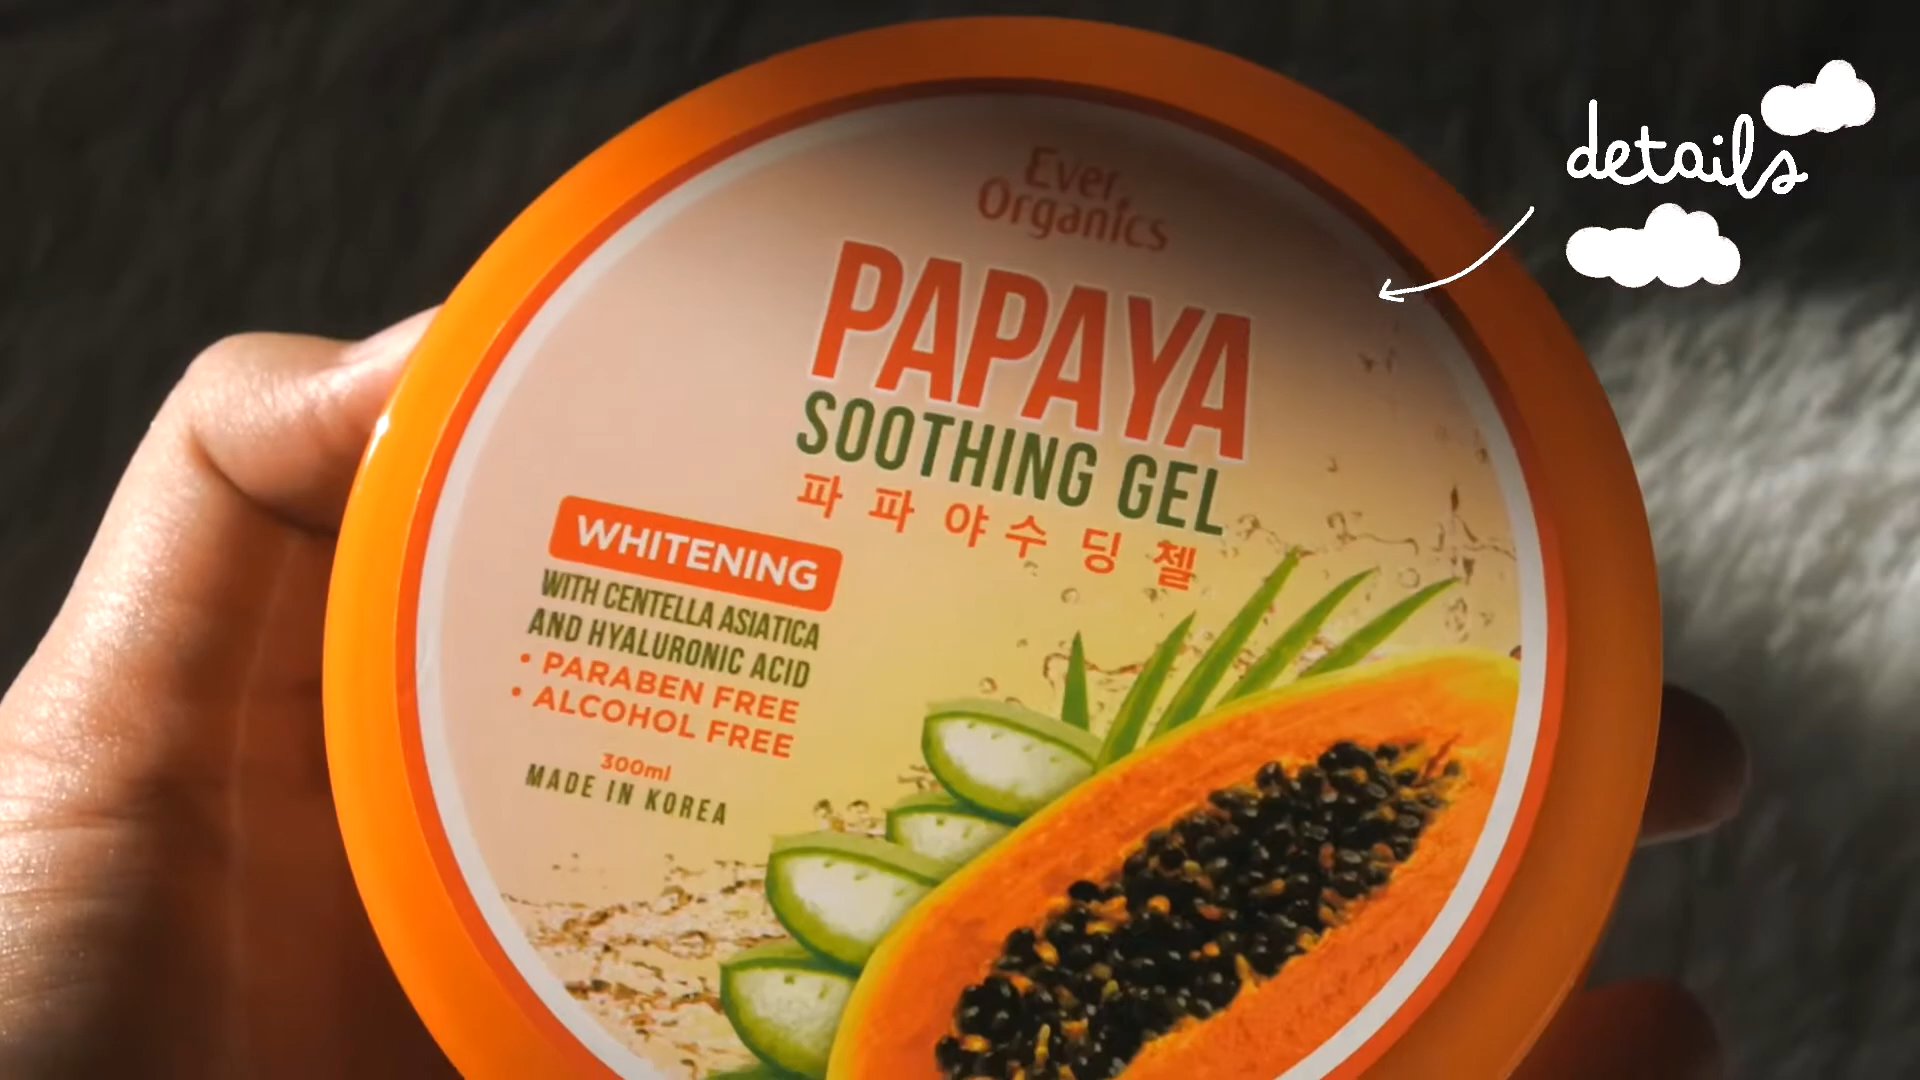 details
Ever
Organics
PAPAYA
SOOTHING GEL
파파야수딩젤
WHITENING
WITH CENTELLA ASIATICA
AND HYALURONIC ACID
• PARABEN FREE
• ALCOHOL FREE
300ml
MADE IN KOREA